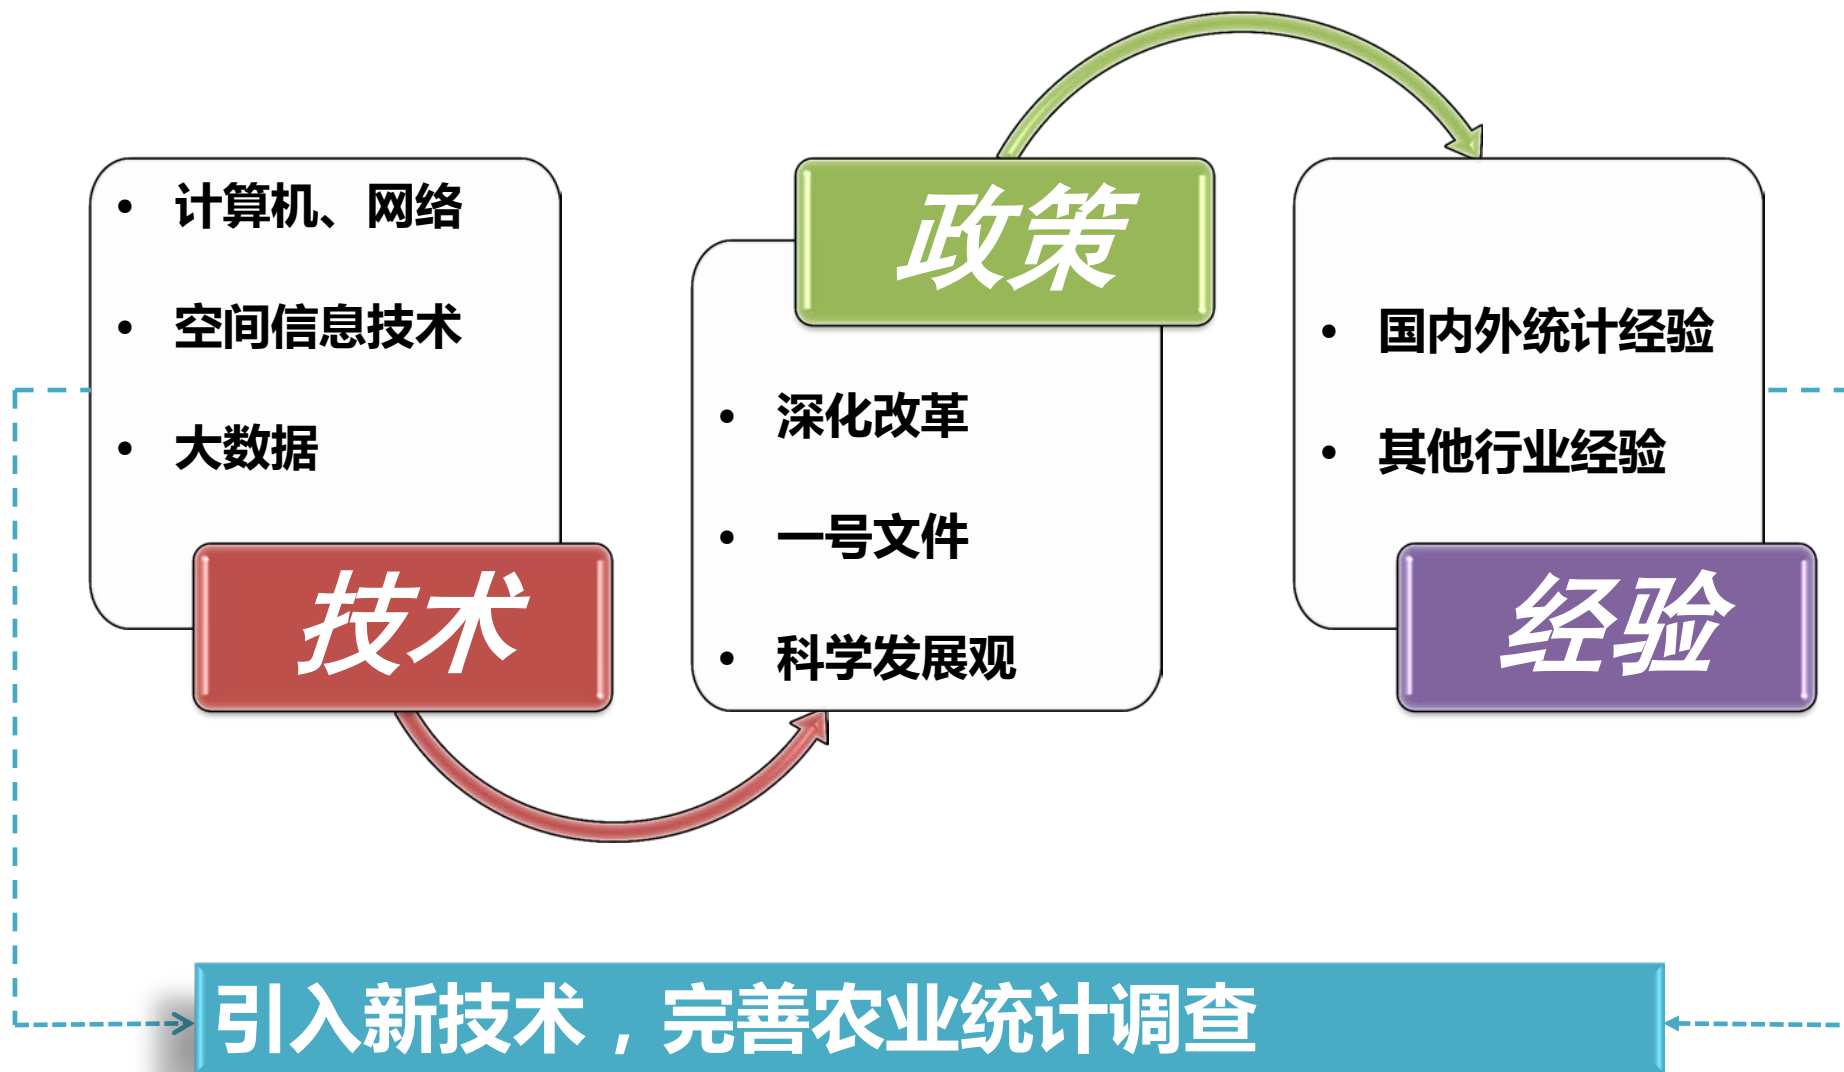 • 计算机、网络
• 空间信息技术
• 大数据
技术
政策
• 深化改革
• 一号文件
• 科学发展观
• 国内外统计经验
• 其他行业经验
经验
引入新技术，完善农业统计调查